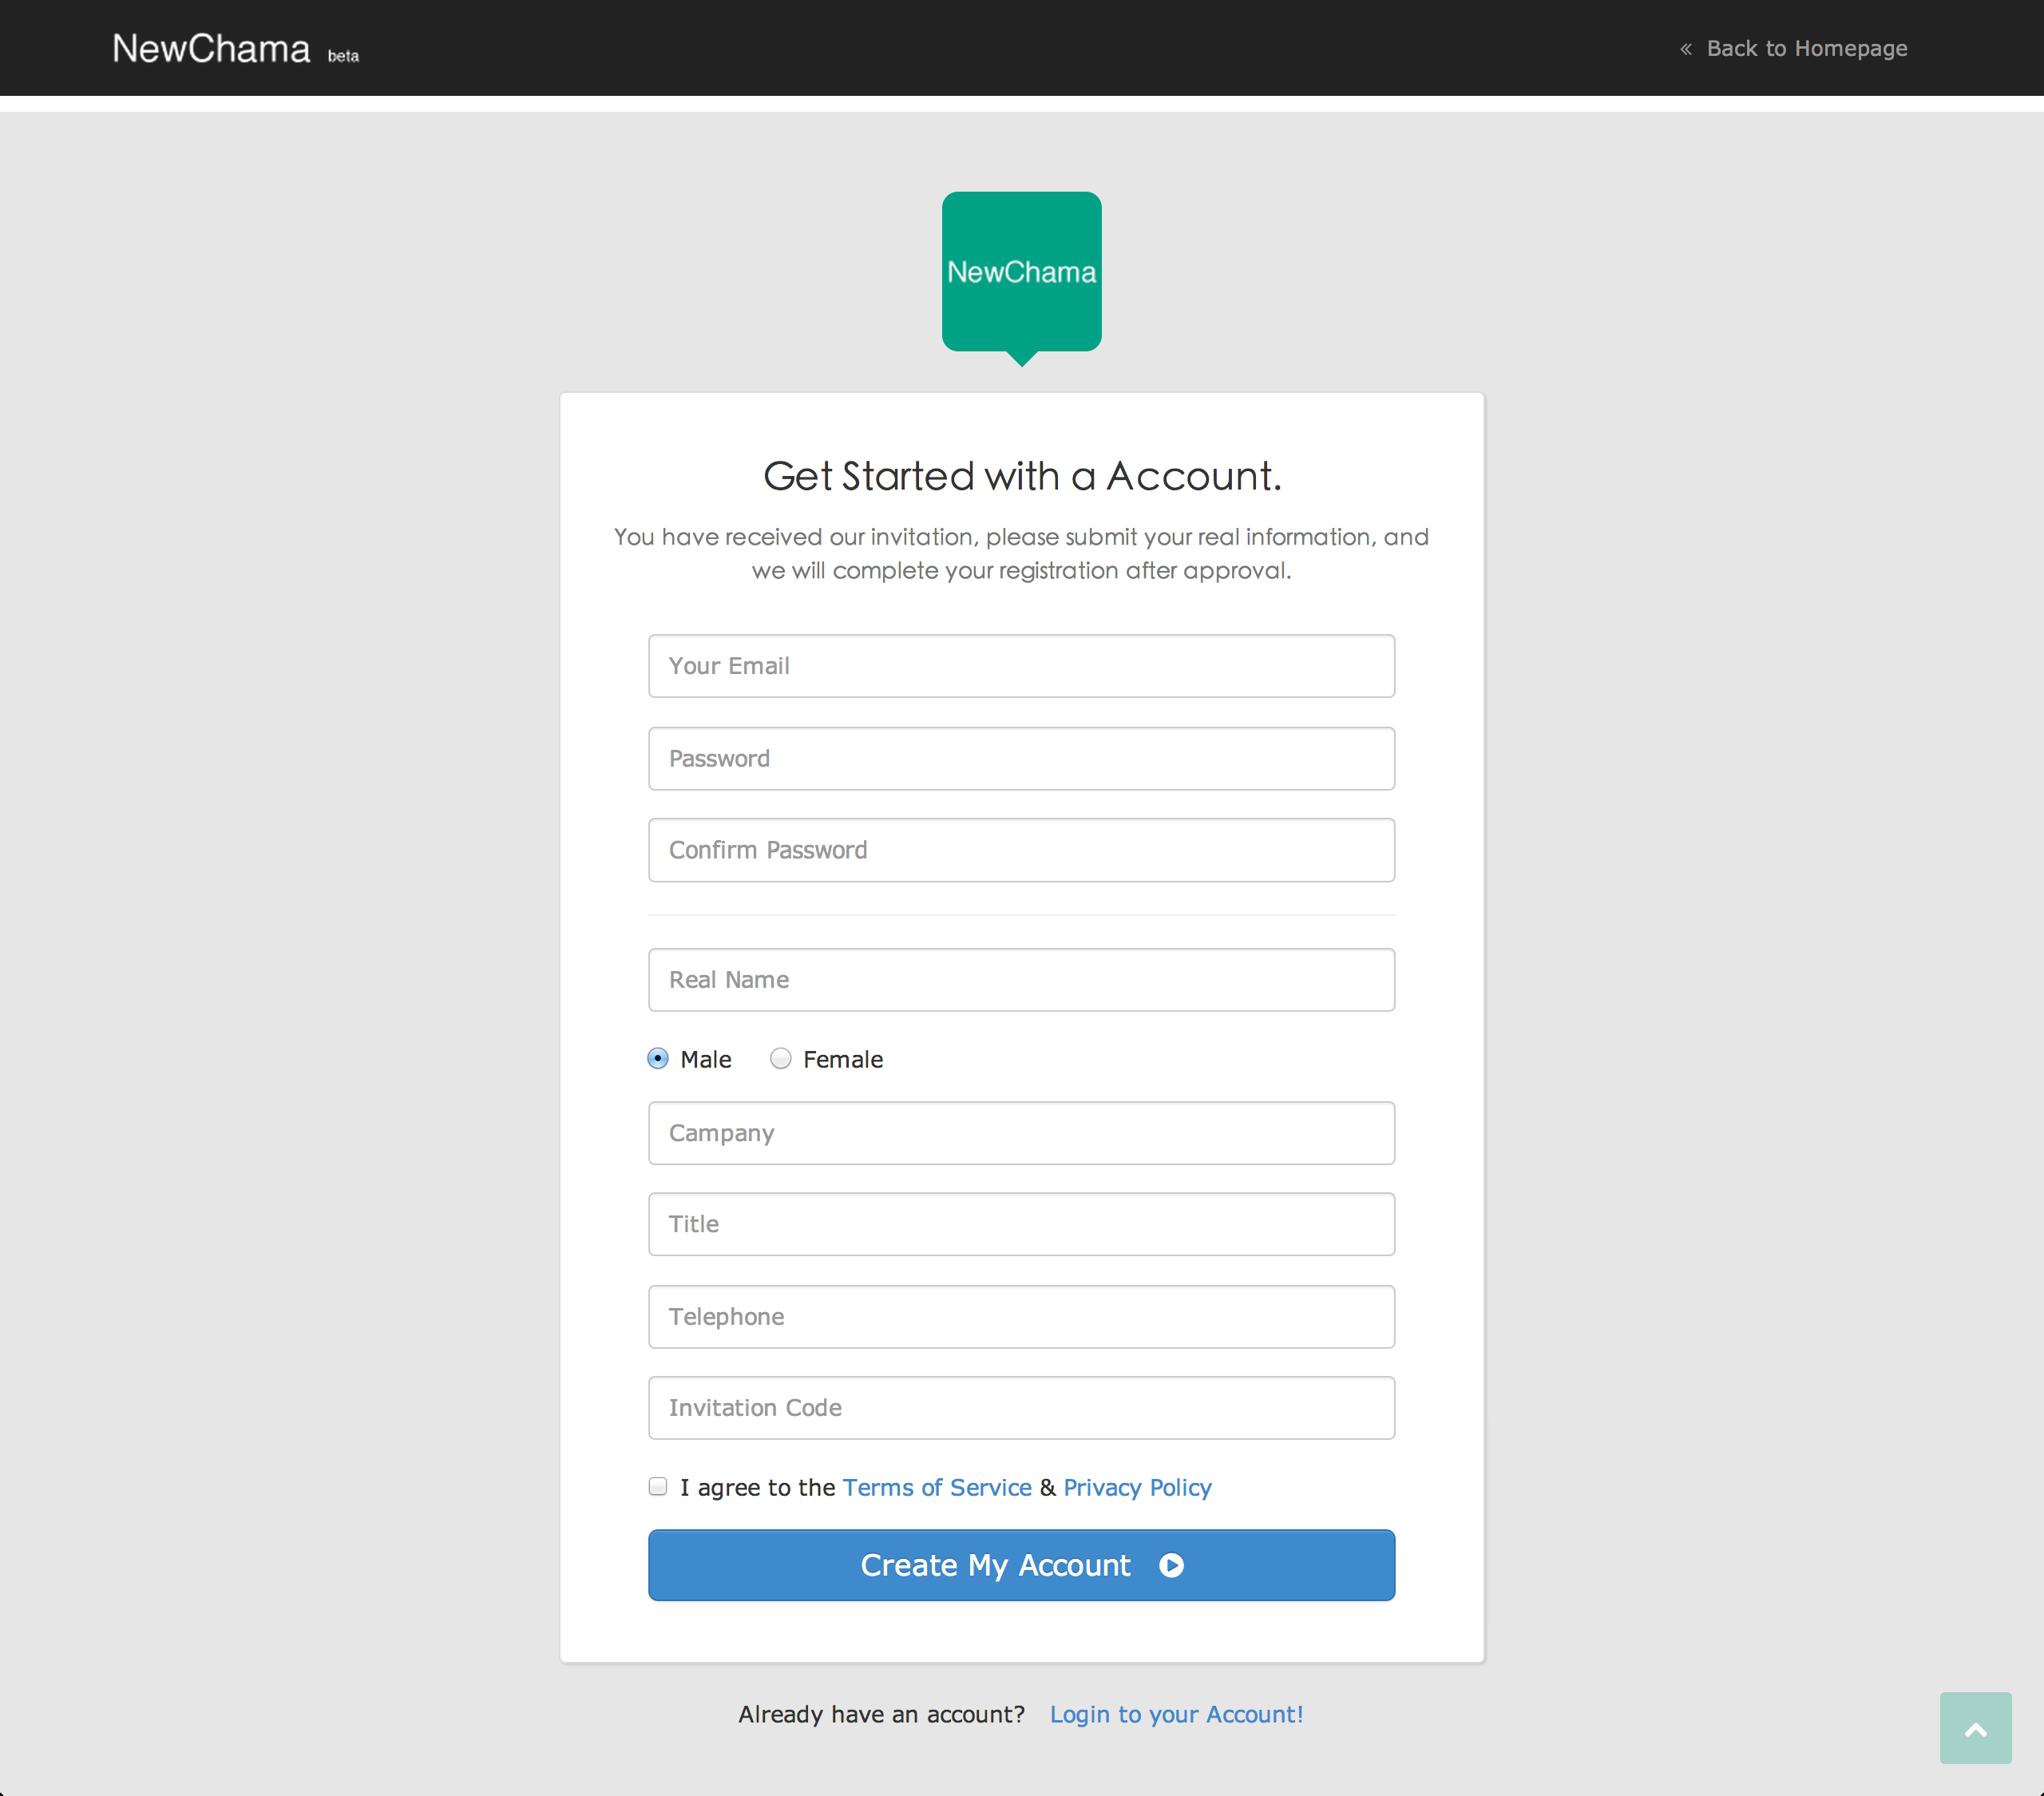 NewChama beta
« Back to Homepage
NewChama
Get Started with a Account.
You have received our invitation, please submit your real information, and
we will complete your registration after approval.
Your Email
Password
Confirm Password
Real Name
Male Female
Campany
Title
Telephone
Invitation Code
I agree to the Terms of Service & Privacy Policy
Create My Account
Already have an account? Login to your Account!